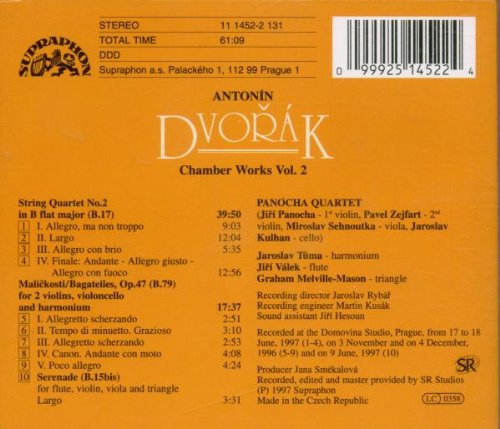 SUPRAPHON
STEREO 11 1452-2 131
TOTAL TIME 61:09
DDD
Supraphon a.s. Palackého 1, 112 99 Prague 1
0 99925 14522 4
ANTONÍN
DVOŘÁK
Chamber Works Vol. 2
String Quartet No.2
in B flat major (B.17) 39:50
1 I. Allegro, ma non troppo 9:03
2 II. Largo 12:04
3 III. Allegro con brio 5:35
4 IV. Finale: Andante - Allegro giusto -
Allegro con fuoco 12:56
Maličkosti/Bagatelles, Op.47 (B.79)
for 2 violins, violoncello
and harmonium 17:37
5 I. Allegretto scherzando 2:51
6 II. Tempo di minuetto. Grazioso 3:10
7 III. Allegretto scherzando 2:53
8 IV. Canon. Andante con moto 4:08
9 V. Poco allegro 4:24
10 Serenade (B.15bis)
for flute, violin, viola and triangle
Largo 3:31
PANOCHA QUARTET
(Jiří Panocha - 1st violin, Pavel Zejfart - 2nd
violin, Miroslav Sehnoutka - viola, Jaroslav
Kulhan - cello)
Jaroslav Tůma - harmonium
Jiří Válek - flute
Graham Melville-Mason - triangle
Recording director Jaroslav Rybář
Recording engineer Martin Kusák
Sound assistant Jiří Hesoun
Recorded at the Domovina Studio, Prague, from 17 to 18
June, 1997 (1-4), on 3 November and on 4 December,
1996 (5-9) and on 9 June, 1997 (10)
Producer Jana Smékalová
Recorded, edited and master provided by SR Studios
(P) 1997 Supraphon
Made in the Czech Republic
SR
LC 0358